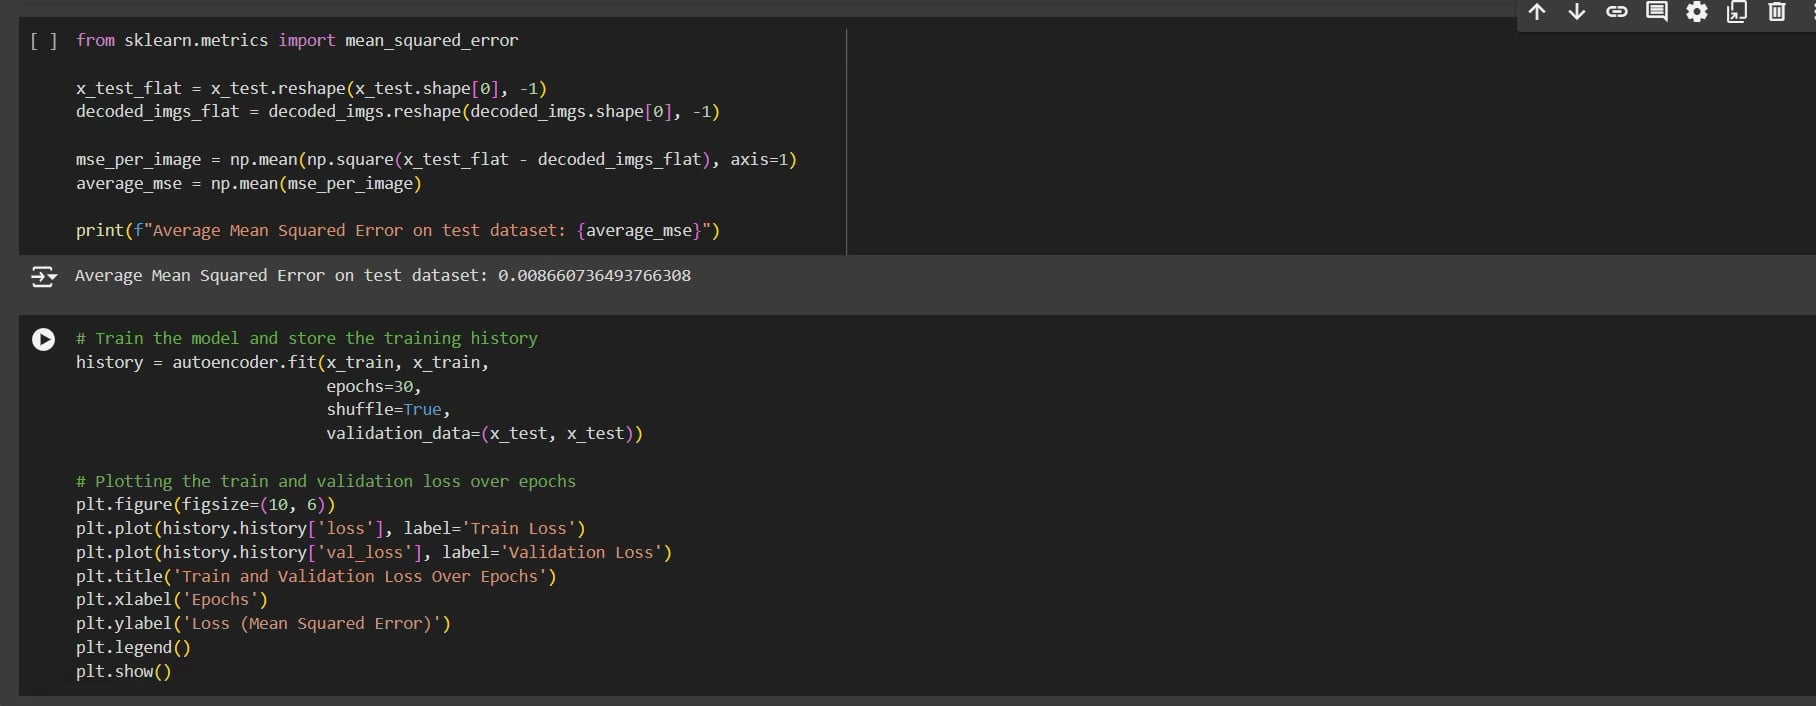 [ ] from sklearn.metrics import mean_squared_error
x_test_flat = x_test.reshape(x_test.shape[0], -1)
decoded_imgs_flat = decoded_imgs.reshape(decoded_imgs.shape[0], -1)
mse_per_image = np.mean(np.square(x_test_flat - decoded_imgs_flat), axis=1)
average_mse = np.mean(mse_per_image)
print(f"Average Mean Squared Error on test dataset: {average_mse}")
Average Mean Squared Error on test dataset: 0.008660736493766308
# Train the model and store the training history
history = autoencoder.fit(x_train, x_train,
epochs=30,
shuffle=True,
validation_data=(x_test, x_test))
# Plotting the train and validation loss over epochs
plt.figure(figsize=(10, 6))
plt.plot(history.history['loss'], label='Train Loss')
plt.plot(history.history['val_loss'], label='Validation Loss')
plt.title('Train and Validation Loss Over Epochs')
plt.xlabel('Epochs')
plt.ylabel('Loss (Mean Squared Error)')
plt.legend()
plt.show()